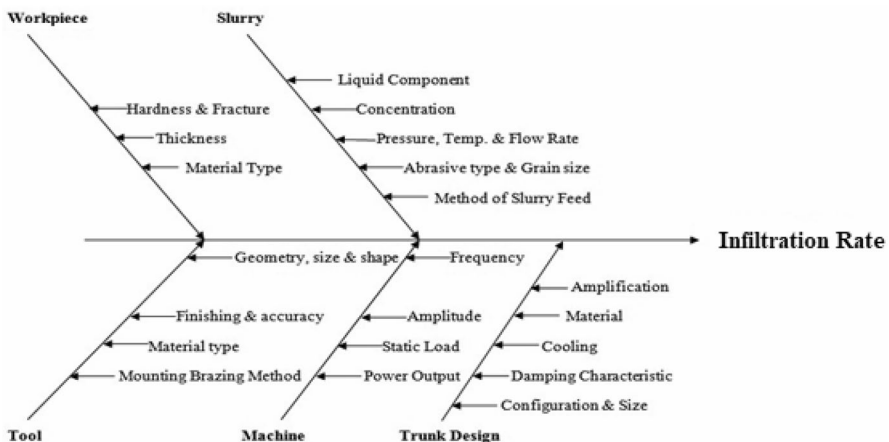 Workpiece
Slurry
Liquid Component
Hardness & Fracture
Concentration
Thickness
Pressure, Temp. & Flow Rate
Material Type
Abrasive type & Grain size
Method of Slurry Feed
Infiltration Rate
Geometry, size & shape
Frequency
Amplification
Finishing & accuracy
Amplitude
Material
Material type
Static Load
Cooling
Mounting Brazing Method
Power Output
Damping Characteristic
Configuration & Size
Tool
Machine
Trunk Design